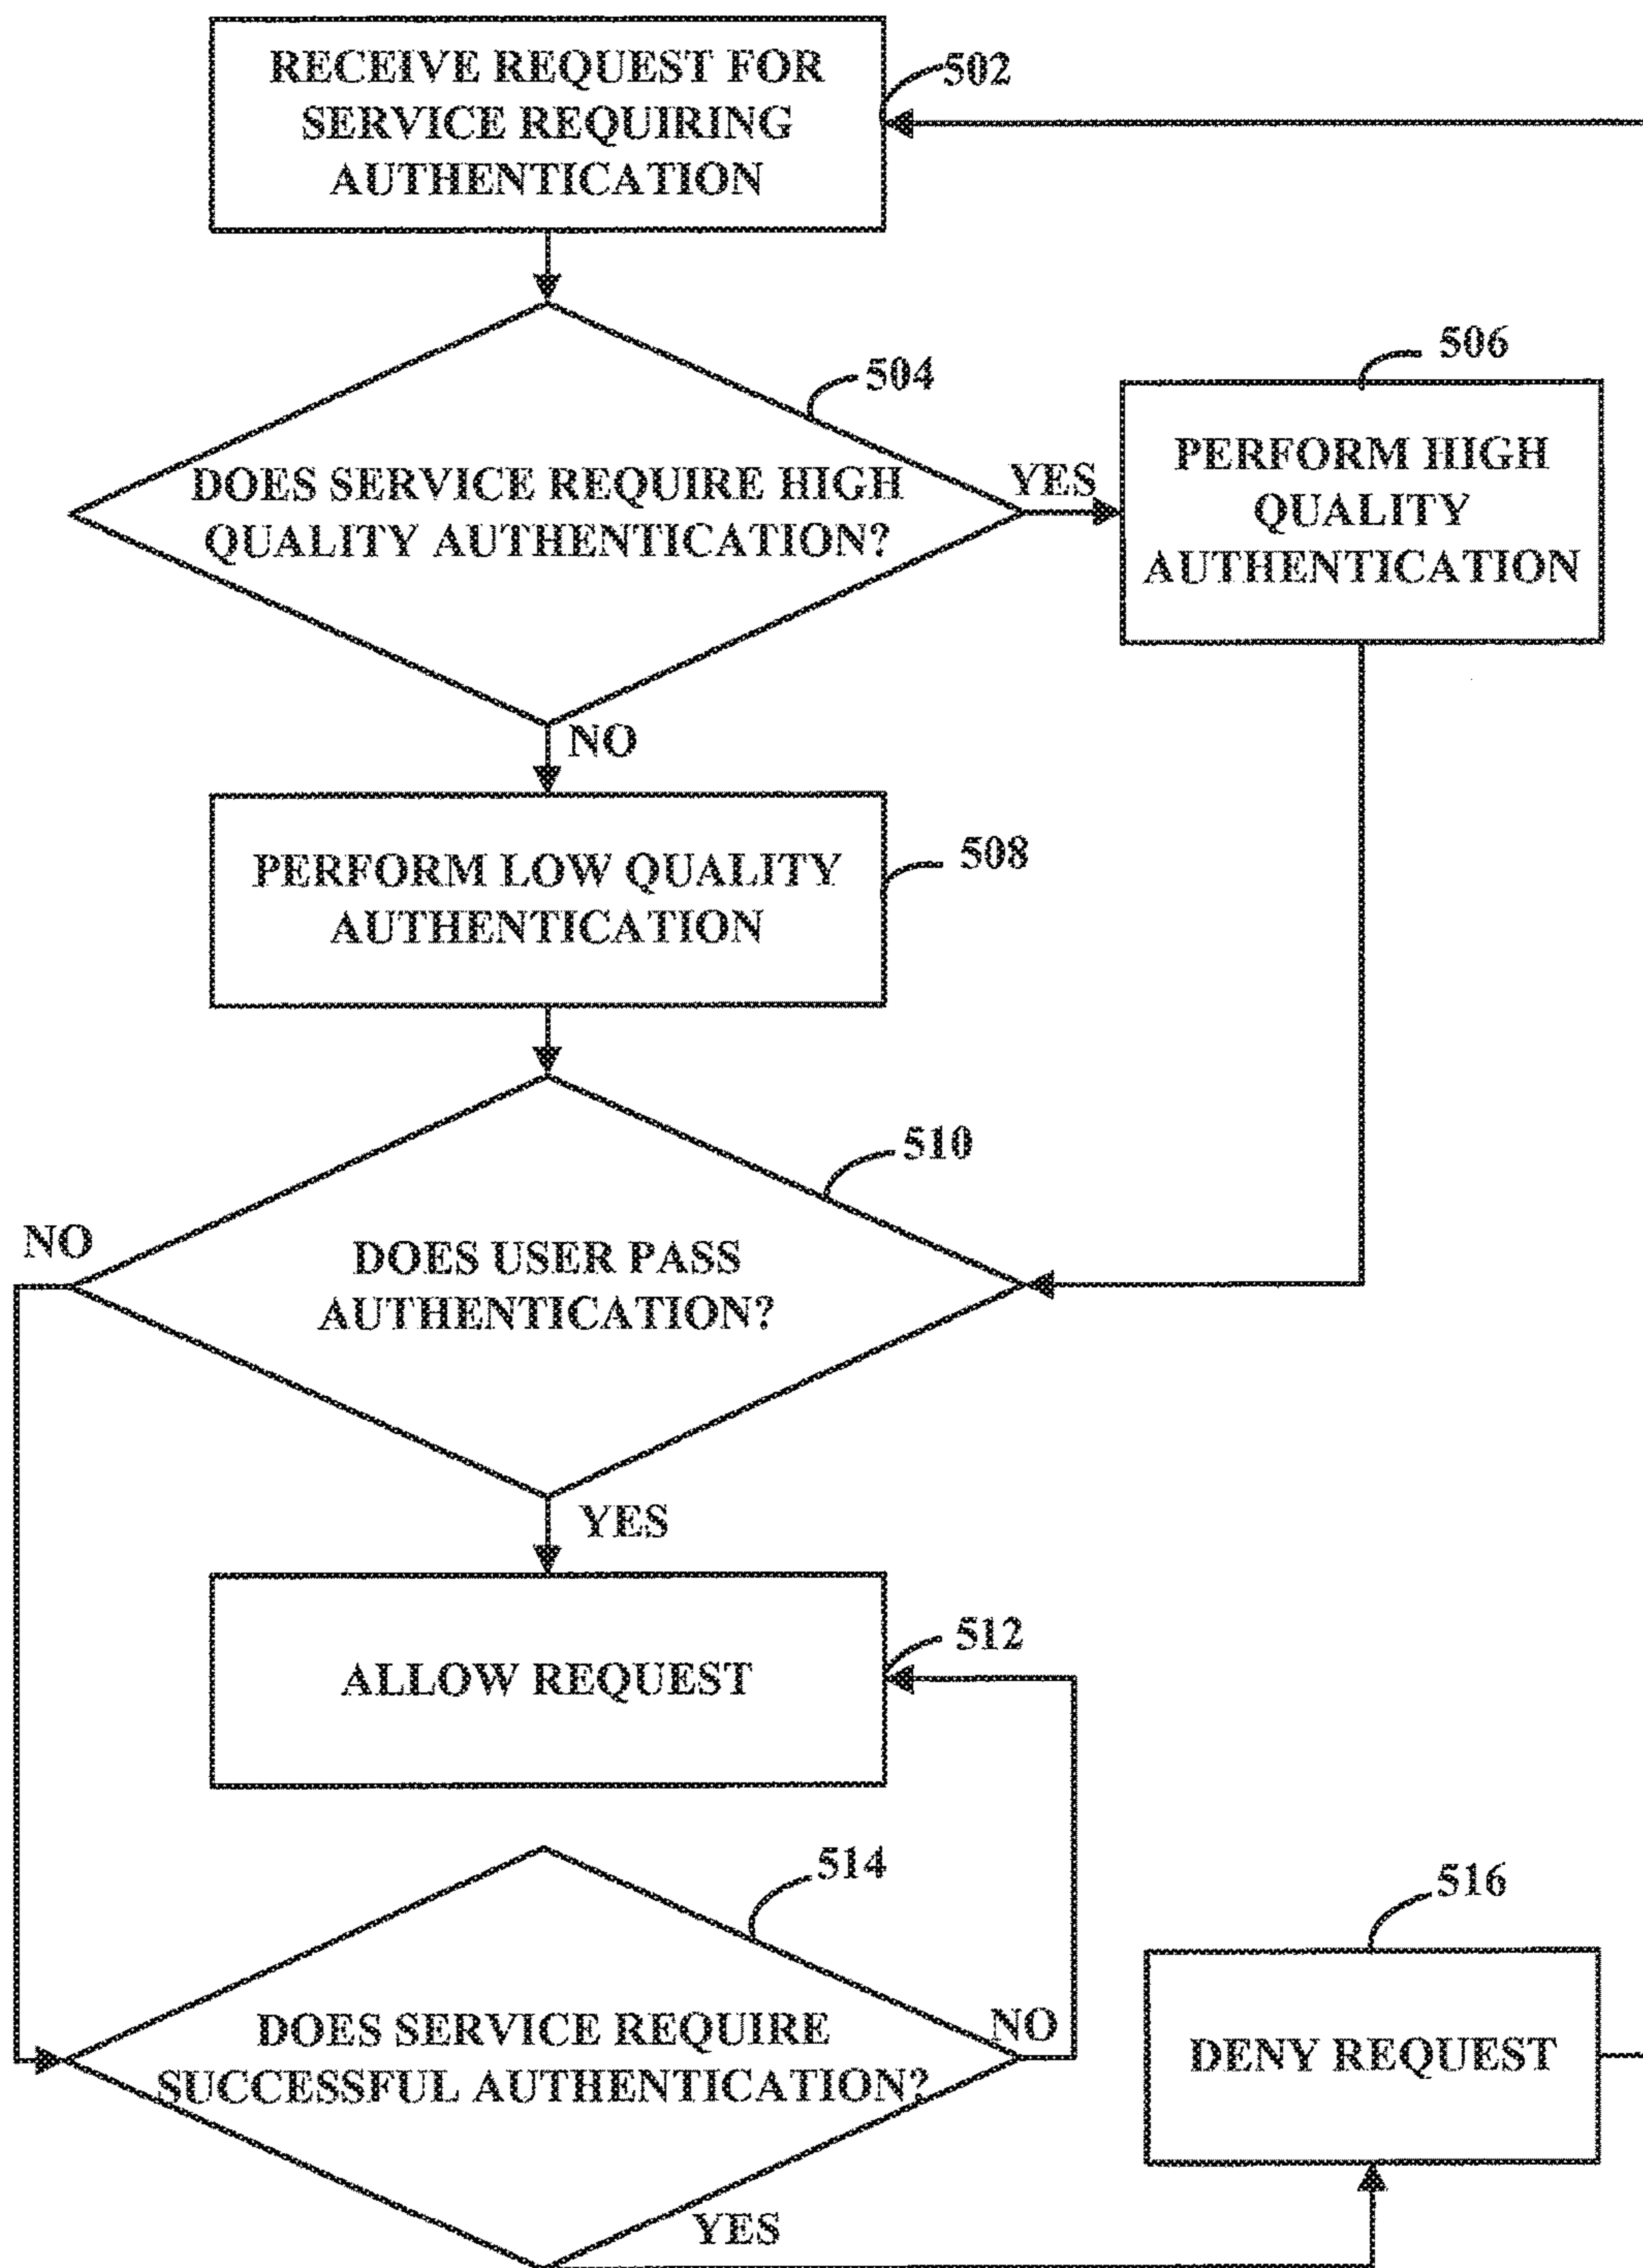 RECEIVE REQUEST FOR
SERVICE REQUIRING
AUTHENTICATION
502
504
DOES SERVICE REQUIRE HIGH
QUALITY AUTHENTICATION?
YES
506
PERFORM HIGH
QUALITY
AUTHENTICATION
NO
PERFORM LOW QUALITY
AUTHENTICATION
508
510
NO
DOES USER PASS
AUTHENTICATION?
YES
ALLOW REQUEST
512
514
DOES SERVICE REQUIRE
SUCCESSFUL AUTHENTICATION?
NO
516
DENY REQUEST
YES